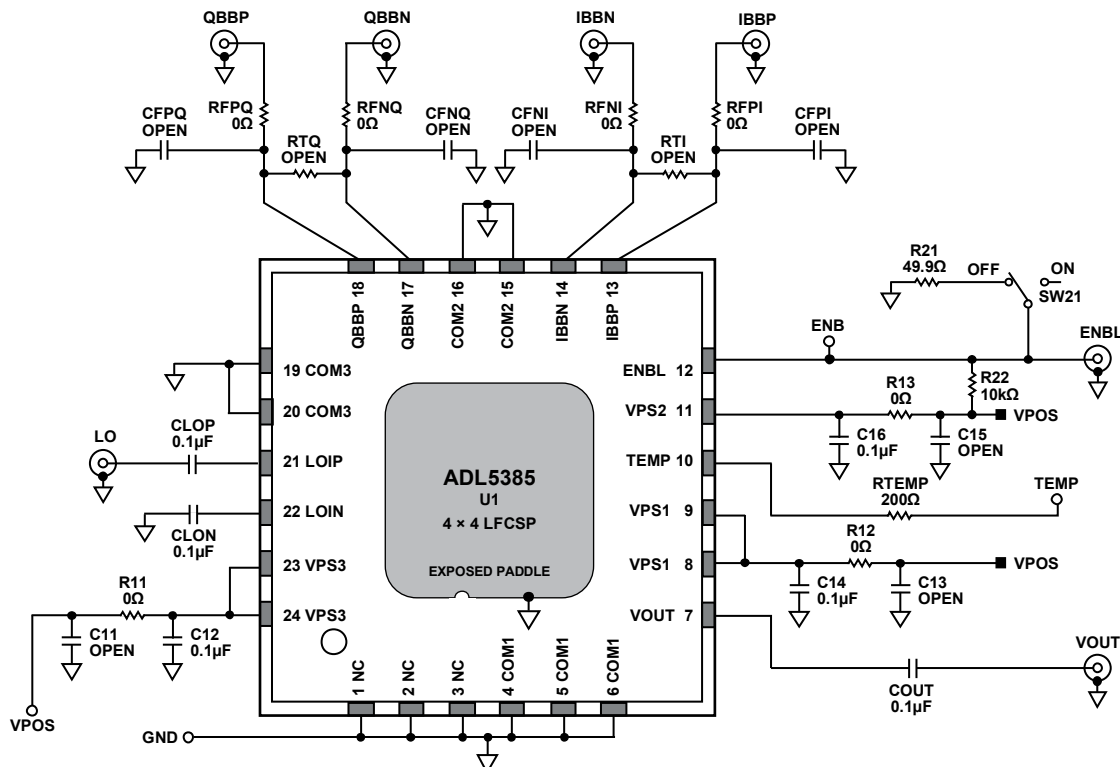 QBBP
QBBN
IBBN
IBBP
CFPQ
OPEN
RFPQ
0Ω
RFNQ
0Ω
CFNQ
OPEN
CFNI
OPEN
RFNI
0Ω
RFPI
0Ω
CFPI
OPEN
RTQ
OPEN
RTI
OPEN
R21
49.9Ω
OFF
ON
SW21
QBBP 18
QBBN 17
COM2 16
COM2 15
IBBN 14
IBBP 13
ENB
ENBL
19 COM3
ENBL 12
R13
0Ω
R22
10kΩ
20 COM3
VPS2 11
VPOS
C16
0.1µF
C15
OPEN
LO
CLOP
0.1µF
21 LOIP
TEMP 10
RTEMP
200Ω
TEMP
ADL5385
U1
4 × 4 LFCSP
EXPOSED PADDLE
22 LOIN
CLON
0.1µF
VPS1 9
R12
0Ω
23 VPS3
VPS1 8
VPOS
C14
0.1µF
C13
OPEN
R11
0Ω
24 VPS3
VOUT 7
C11
OPEN
C12
0.1µF
VPOS
VOUT
COUT
0.1µF
1 NC
2 NC
3 NC
4 COM1
5 COM1
6 COM1
GND